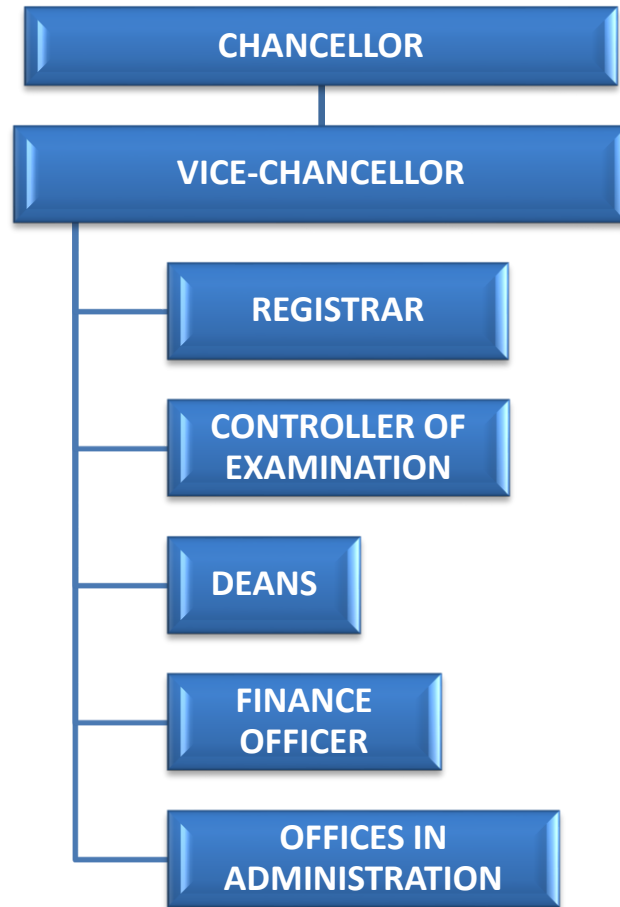 CHANCELLOR
VICE-CHANCELLOR
REGISTRAR
CONTROLLER OF
EXAMINATION
DEANS
FINANCE
OFFICER
OFFICES IN
ADMINISTRATION